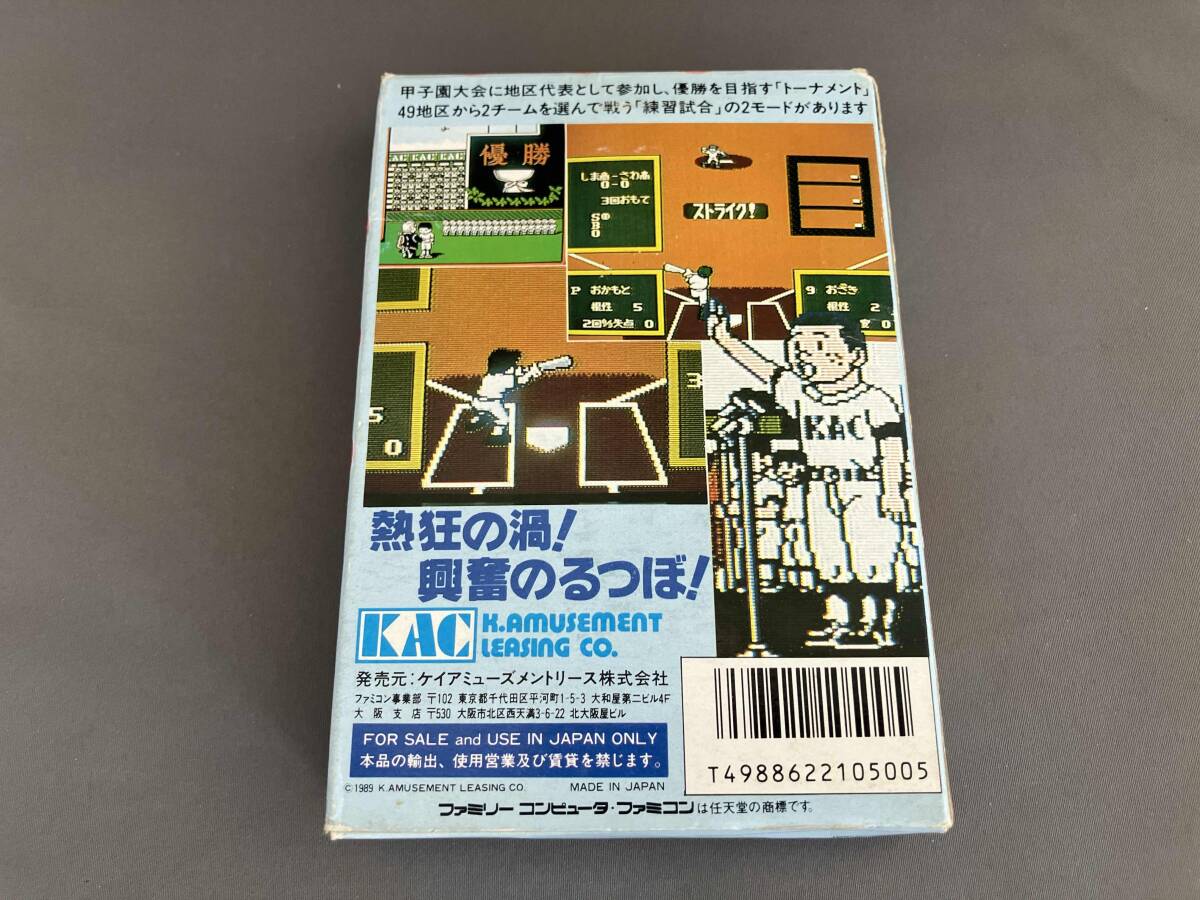 甲子園大会に地区代表として参加し、優勝を目指す「トーナメント」
49地区から2チームを選んで戦う「練習試合」の2モードがあります
KAC KAC
優勝
しま商-さわ高
0-0
3回おもて
S
B
O
ストライク!
P おかもと
根性 5
2回0/3失点 0
9 おざき
根性 2
0
5
0
3
KAC
熱狂の渦!
興奮のるつぼ!
KAC K.AMUSEMENT
LEASING CO.
発売元:ケイアミューズメントリース株式会社
ファミコン事業部 〒102 東京都千代田区平河町1-5-3 大和屋第二ビル4F
大阪支店 〒530 大阪市北区西天満3-6-22 北大阪屋ビル
FOR SALE and USE IN JAPAN ONLY
本品の輸出、使用営業及び賃貸を禁じます。
©1989 K.AMUSEMENT LEASING CO. MADE IN JAPAN
T4988622105005
ファミリーコンピュータ・ファミコンは任天堂の商標です。